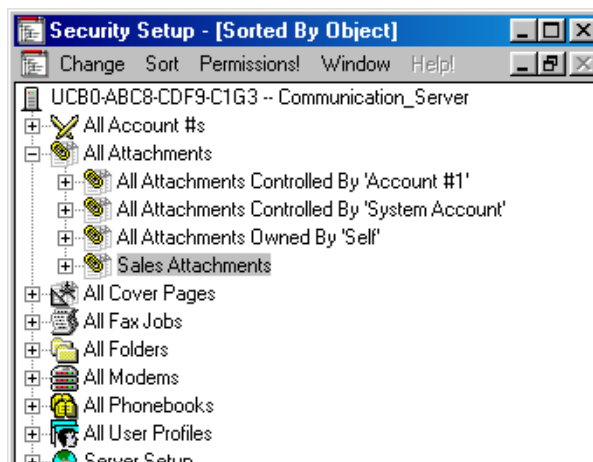 Security Setup - [Sorted By Object]
Change Sort Permissions! Window Help!
UCB0-ABC8-CDF9-C1G3 -- Communication_Server
All Account #s
All Attachments
All Attachments Controlled By 'Account #1'
All Attachments Controlled By 'System Account'
All Attachments Owned By 'Self'
Sales Attachments
All Cover Pages
All Fax Jobs
All Folders
All Modems
All Phonebooks
All User Profiles
Server Setup